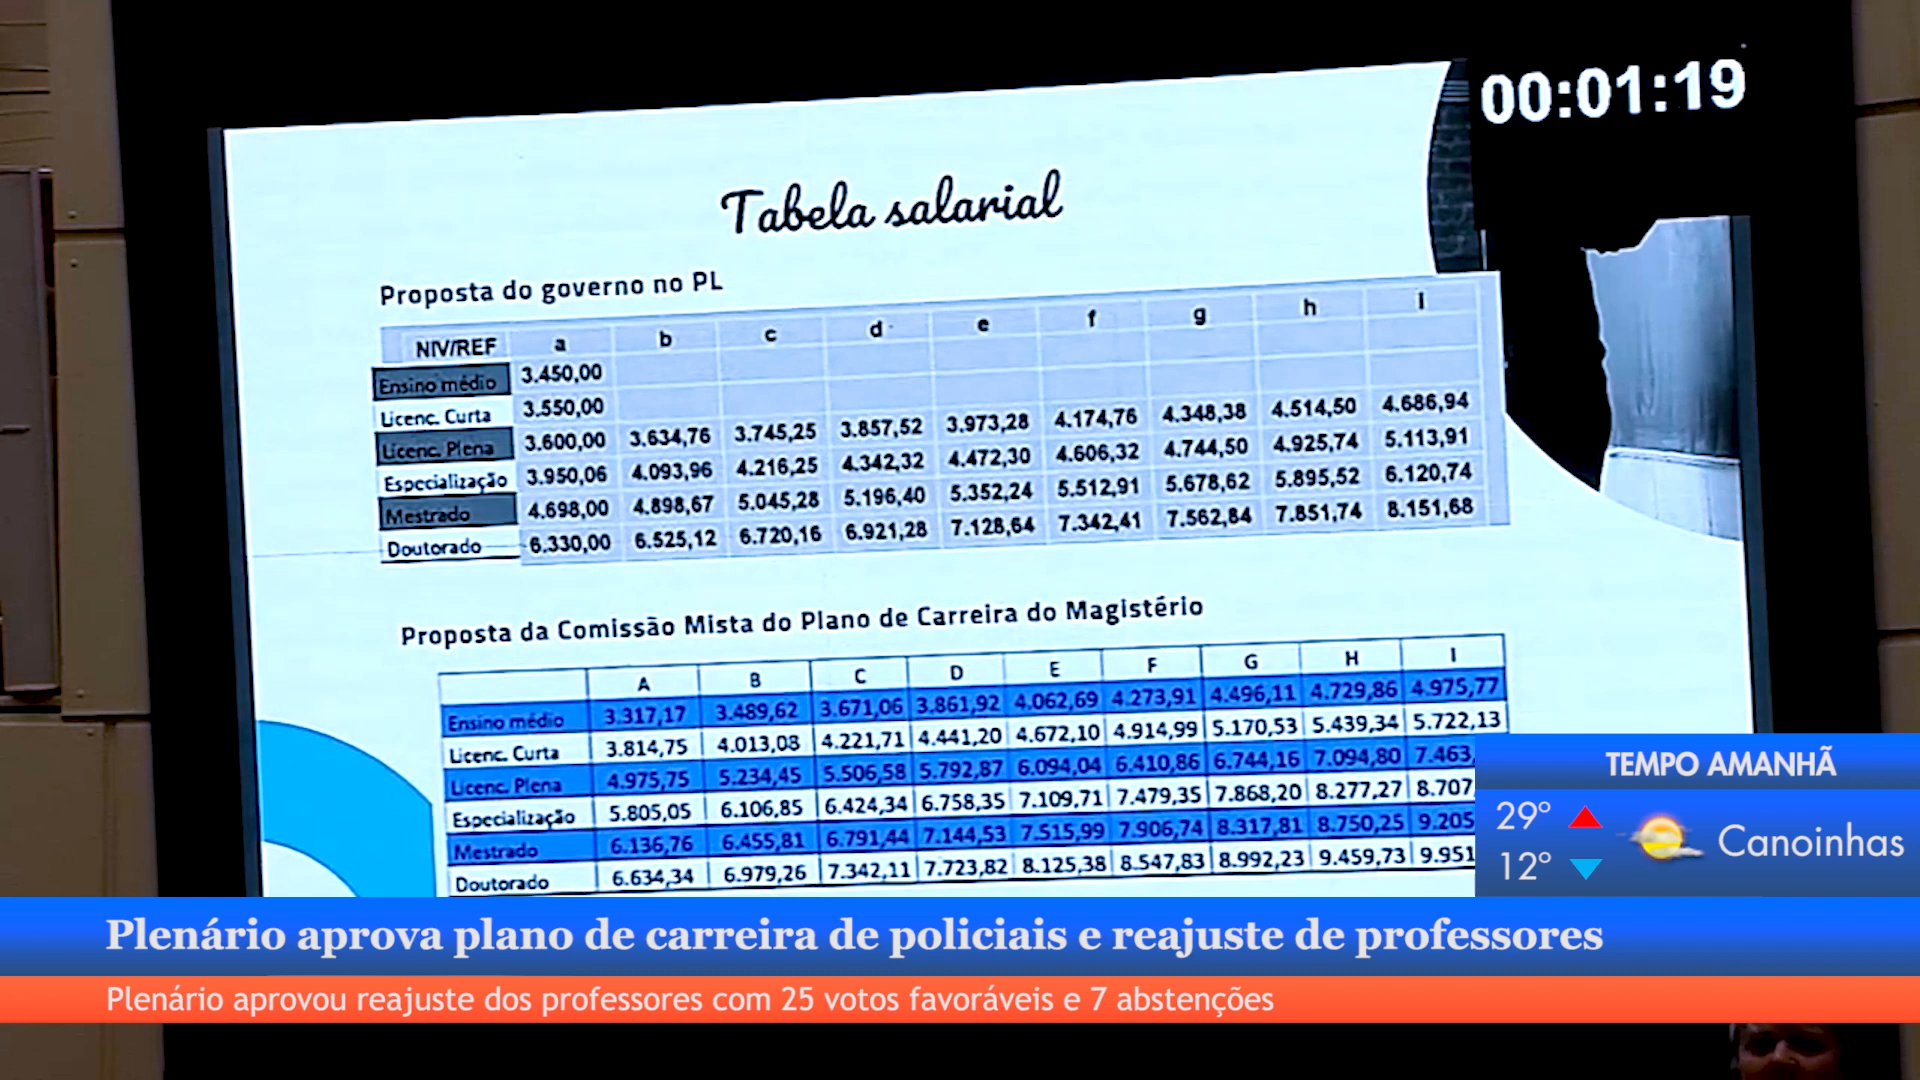 00:01:19
Tabela salarial
Proposta do governo no PL
NIV/REF a b c d e f g h I
Ensino médio 3.450,00
Licenc. Curta 3.550,00
Licenc. Plena 3.600,00 3.634,76 3.745,25 3.857,52 3.973,28 4.174,76 4.348,38 4.514,50 4.686,94
Especialização 3.950,06 4.093,96 4.216,25 4.342,32 4.472,30 4.606,32 4.744,50 4.925,74 5.113,91
Mestrado 4.698,00 4.898,67 5.045,28 5.196,40 5.352,24 5.512,91 5.678,62 5.895,52 6.120,74
Doutorado 6.330,00 6.525,12 6.720,16 6.921,28 7.128,64 7.342,41 7.562,84 7.851,74 8.151,68
Proposta da Comissão Mista do Plano de Carreira do Magistério
A B C D E F G H I
Ensino médio 3.317,17 3.489,62 3.671,06 3.861,92 4.062,69 4.273,91 4.496,11 4.729,86 4.975,77
Licenc. Curta 3.814,75 4.013,08 4.221,71 4.441,20 4.672,10 4.914,99 5.170,53 5.439,34 5.722,13
Licenc. Plena 4.975,75 5.234,45 5.506,58 5.792,87 6.094,04 6.410,86 6.744,16 7.094,80 7.463,
Especialização 5.805,05 6.106,85 6.424,34 6.758,35 7.109,71 7.479,35 7.868,20 8.277,27 8.707,
Mestrado 6.136,76 6.455,81 6.791,44 7.144,53 7.515,99 7.906,74 8.317,81 8.750,25 9.205
Doutorado 6.634,34 6.979,26 7.342,11 7.723,82 8.125,38 8.547,83 8.992,23 9.459,73 9.951
TEMPO AMANHÃ
29°
12°
Canoinhas
Plenário aprova plano de carreira de policiais e reajuste de professores
Plenário aprovou reajuste dos professores com 25 votos favoráveis e 7 abstenções